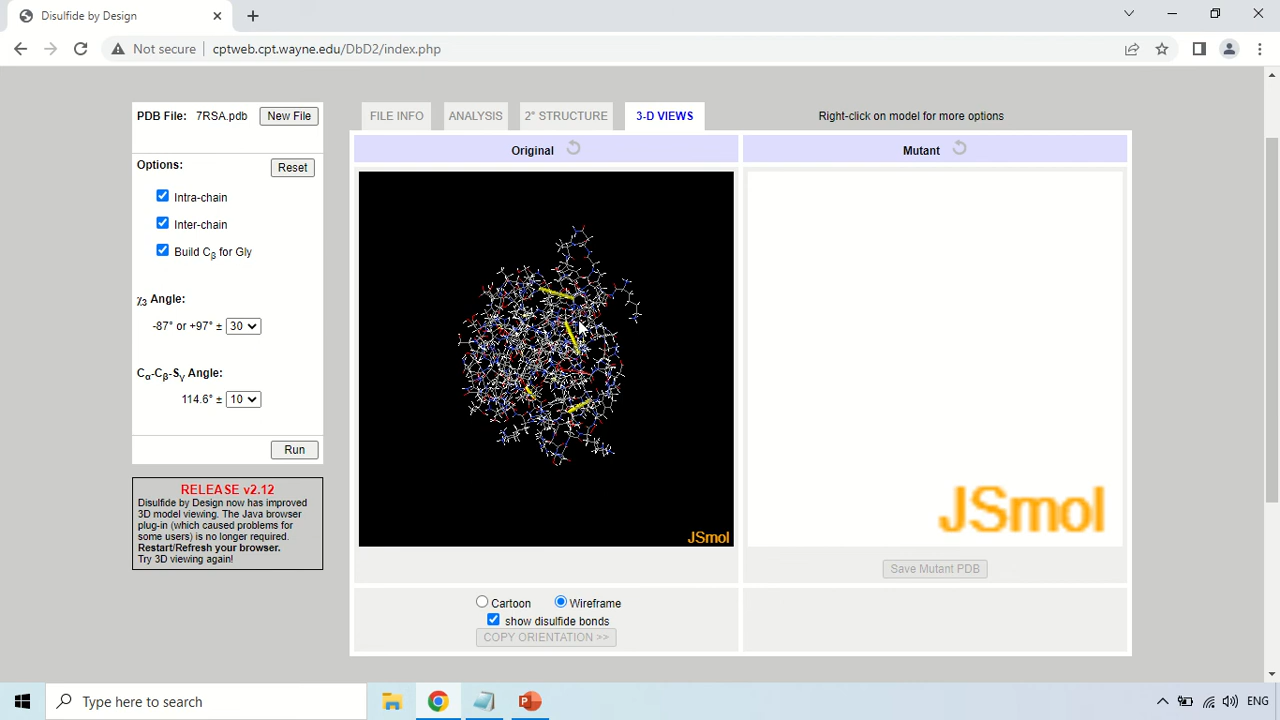 Disulfide by Design
Not secure cptweb.cpt.wayne.edu/DbD2/index.php
PDB File: 7RSA.pdb New File
FILE INFO ANALYSIS 2° STRUCTURE 3-D VIEWS Right-click on model for more options
Original Mutant
Options: Reset
Intra-chain
Inter-chain
Build Cβ for Gly
χ3 Angle:
-87° or +97° ± 30
Cα-Cβ-Sγ Angle:
114.6° ± 10
Run
RELEASE v2.12
Disulfide by Design now has improved
3D model viewing. The Java browser
plug-in (which caused problems for
some users) is no longer required.
Restart/Refresh your browser.
Try 3D viewing again!
JSmol
JSmol
Save Mutant PDB
Cartoon Wireframe
show disulfide bonds
COPY ORIENTATION >>
Type here to search
ENG